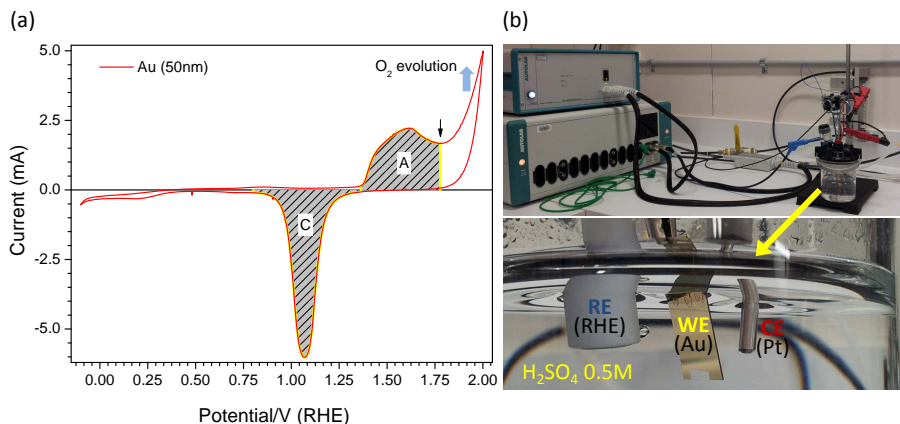 (a)
5.0
2.5
0.0
-2.5
-5.0
Current (mA)
Au (50nm)
O2 evolution
A
C
0.00
0.25
0.50
0.75
1.00
1.25
1.50
1.75
2.00
Potential/V (RHE)
(b)
AUTOLAB
AUTOLAB
RE
(RHE)
WE
(Au)
CE
(Pt)
H2SO4 0.5M